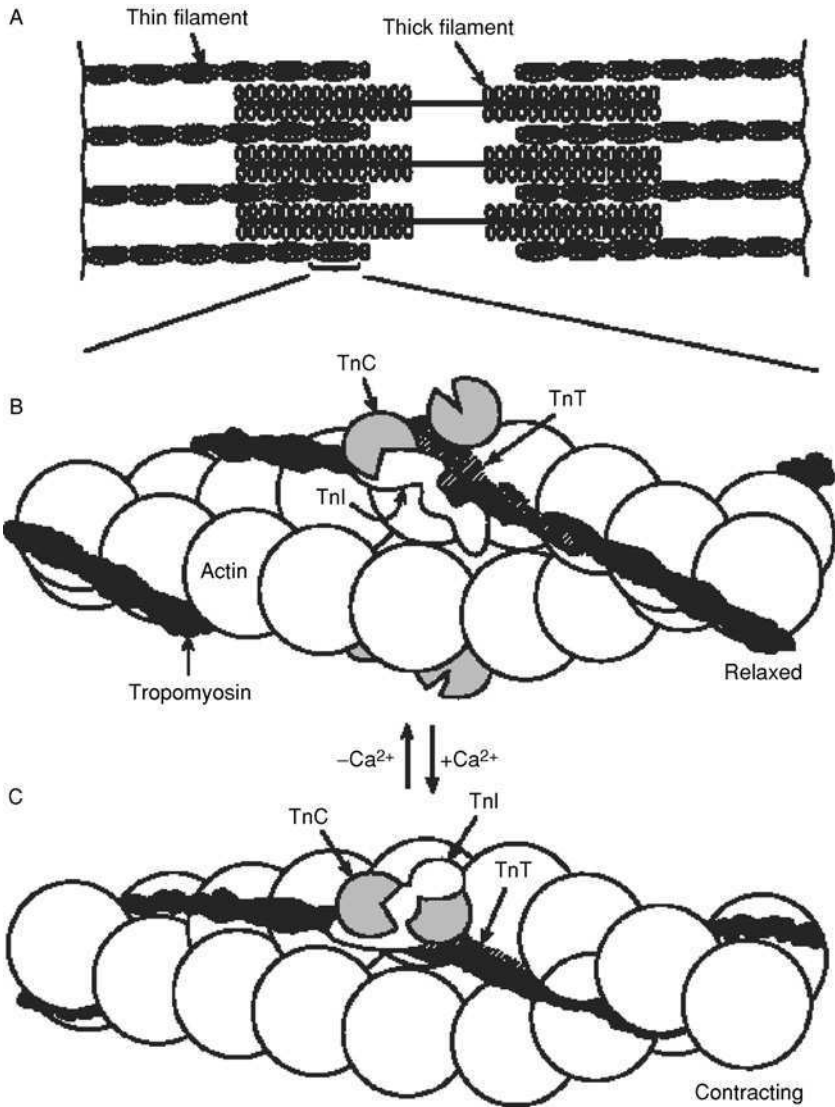 A
Thin filament
Thick filament
B
TnC
TnT
TnI
Actin
Tropomyosin
Relaxed
−Ca²⁺
+Ca²⁺
C
TnC
TnI
TnT
Contracting